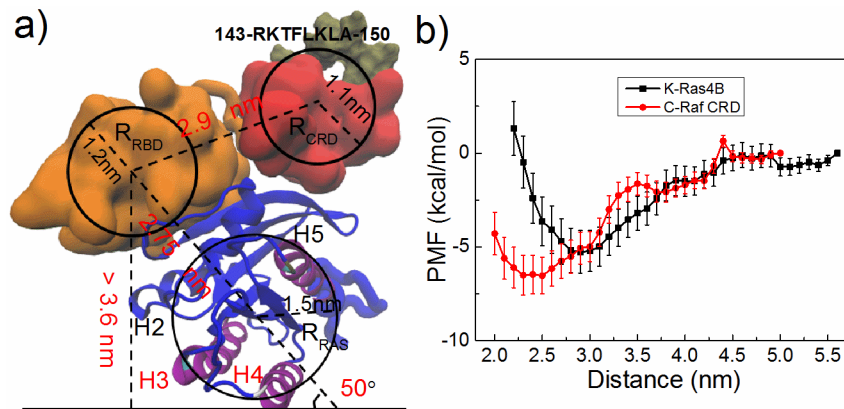 a)
143-RKTFLKLA-150
1.1nm
R_CRD
2.9 nm
R_RBD
1.2nm
2.75 nm
H5
1.5nm
R_RAS
> 3.6 nm
H2
H3
H4
50°
b)
K-Ras4B
C-Raf CRD
PMF (kcal/mol)
0
-5
-10
2.0 2.5 3.0 3.5 4.0 4.5 5.0 5.5
Distance (nm)